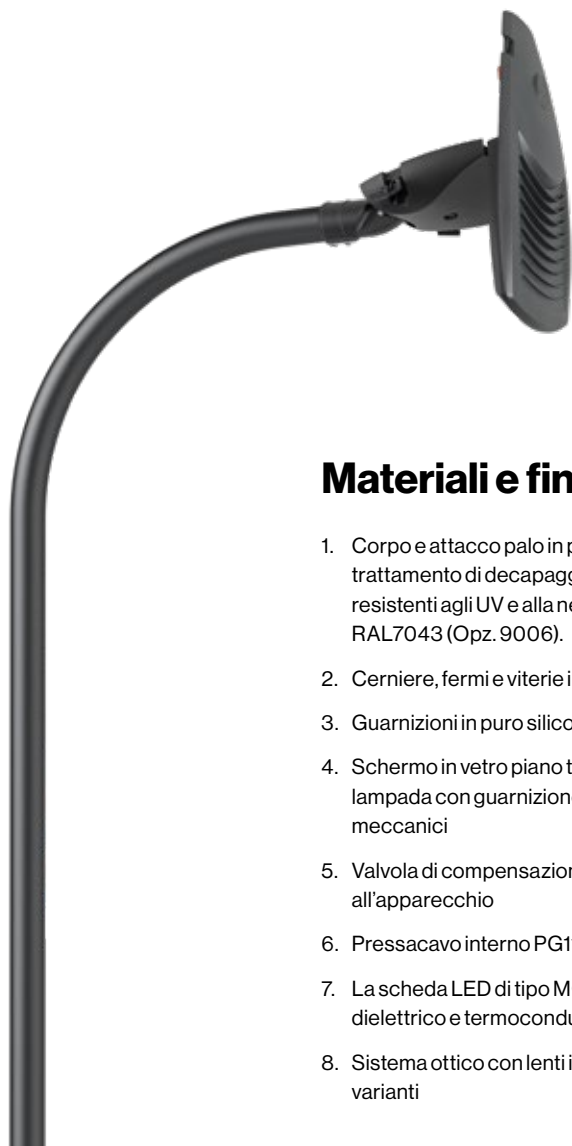 Materiali e fin
1. Corpo e attacco palo in p
trattamento di decapagg
resistenti agli UV e alla ne
RAL7043 (Opz. 9006).
2. Cerniere, fermi e viterie i
3. Guarnizioni in puro silico
4. Schermo in vetro piano t
lampada con guarnizion
meccanici
5. Valvola di compensazion
all'apparecchio
6. Pressacavo interno PG1
7. La scheda LED di tipo M
dielettrico e termocondu
8. Sistema ottico con lenti i
varianti